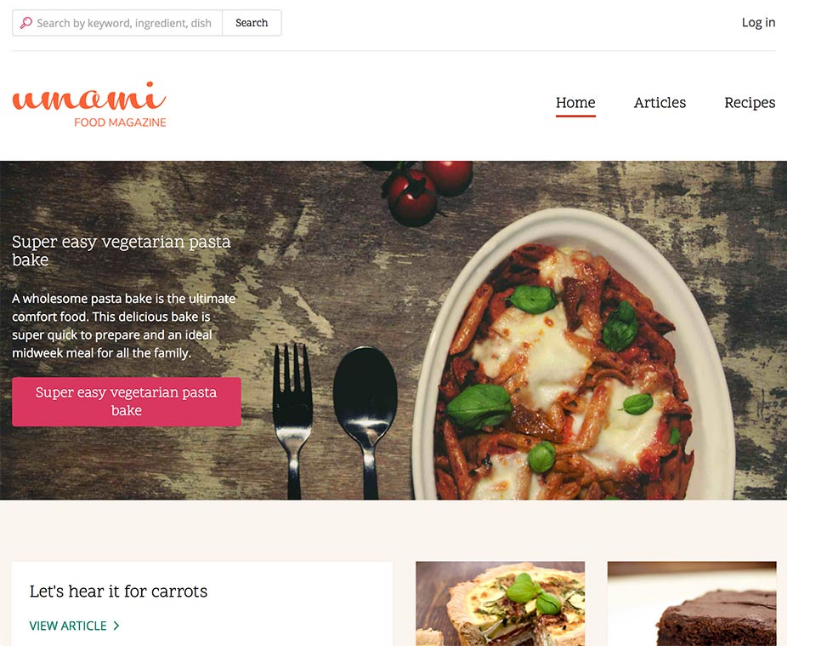 Search by keyword, ingredient, dish
Search
Log in
umami
FOOD MAGAZINE
Home
Articles
Recipes
Super easy vegetarian pasta
bake
A wholesome pasta bake is the ultimate
comfort food. This delicious bake is
super quick to prepare and an ideal
midweek meal for all the family.
Super easy vegetarian pasta
bake
Let's hear it for carrots
VIEW ARTICLE